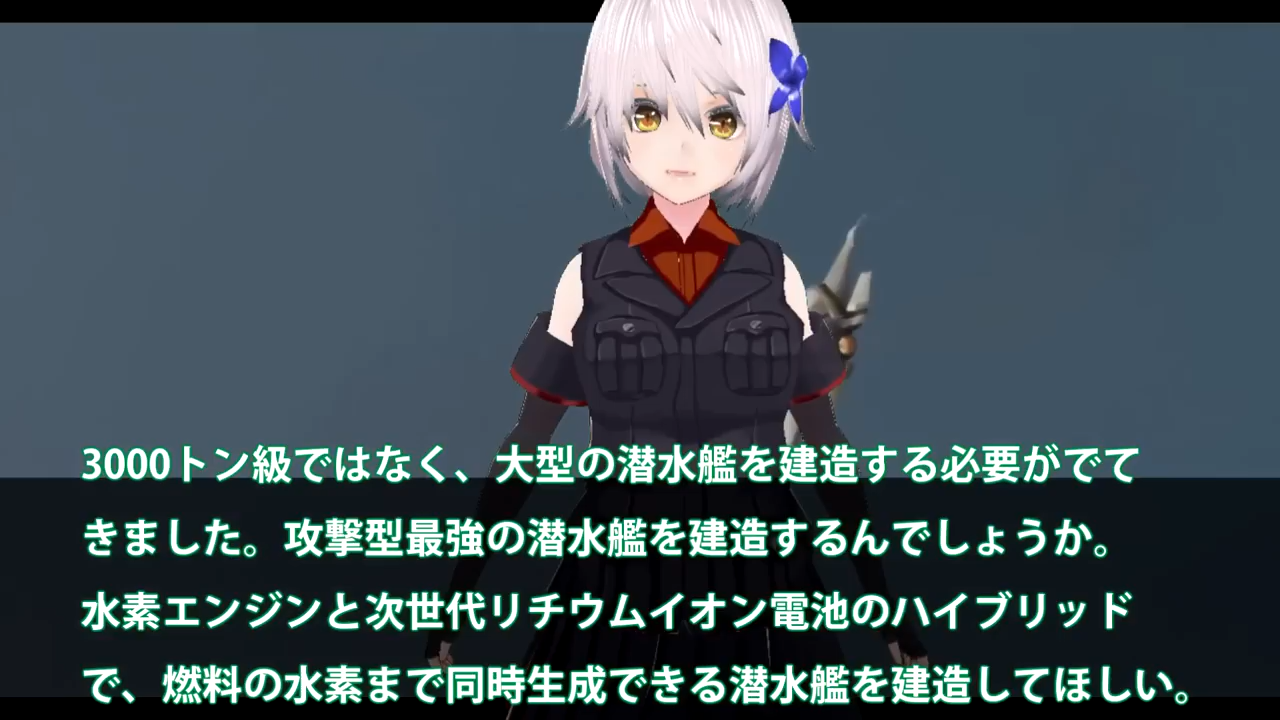 3000トン級ではなく、大型の潜水艦を建造する必要がでて
きました。攻撃型最強の潜水艦を建造するんでしょうか。
水素エンジンと次世代リチウムイオン電池のハイブリッド
で、燃料の水素まで同時生成できる潜水艦を建造してほしい。